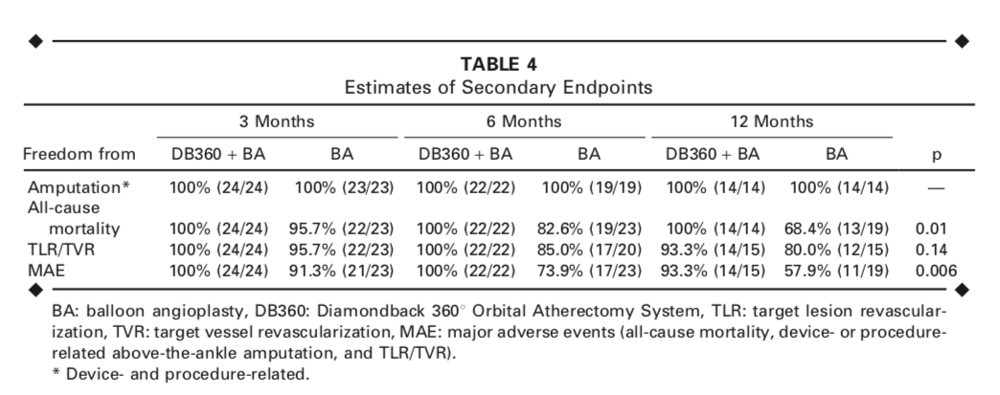 TABLE 4
Estimates of Secondary Endpoints
3 Months 6 Months 12 Months
Freedom from DB360 + BA BA DB360 + BA BA DB360 + BA BA p
Amputation* 100% (24/24) 100% (23/23) 100% (22/22) 100% (19/19) 100% (14/14) 100% (14/14) —
All-cause
mortality 100% (24/24) 95.7% (22/23) 100% (22/22) 82.6% (19/23) 100% (14/14) 68.4% (13/19) 0.01
TLR/TVR 100% (24/24) 95.7% (22/23) 100% (22/22) 85.0% (17/20) 93.3% (14/15) 80.0% (12/15) 0.14
MAE 100% (24/24) 91.3% (21/23) 100% (22/22) 73.9% (17/23) 93.3% (14/15) 57.9% (11/19) 0.006
BA: balloon angioplasty, DB360: Diamondback 360° Orbital Atherectomy System, TLR: target lesion revascular-
ization, TVR: target vessel revascularization, MAE: major adverse events (all-cause mortality, device- or procedure-
related above-the-ankle amputation, and TLR/TVR).
* Device- and procedure-related.